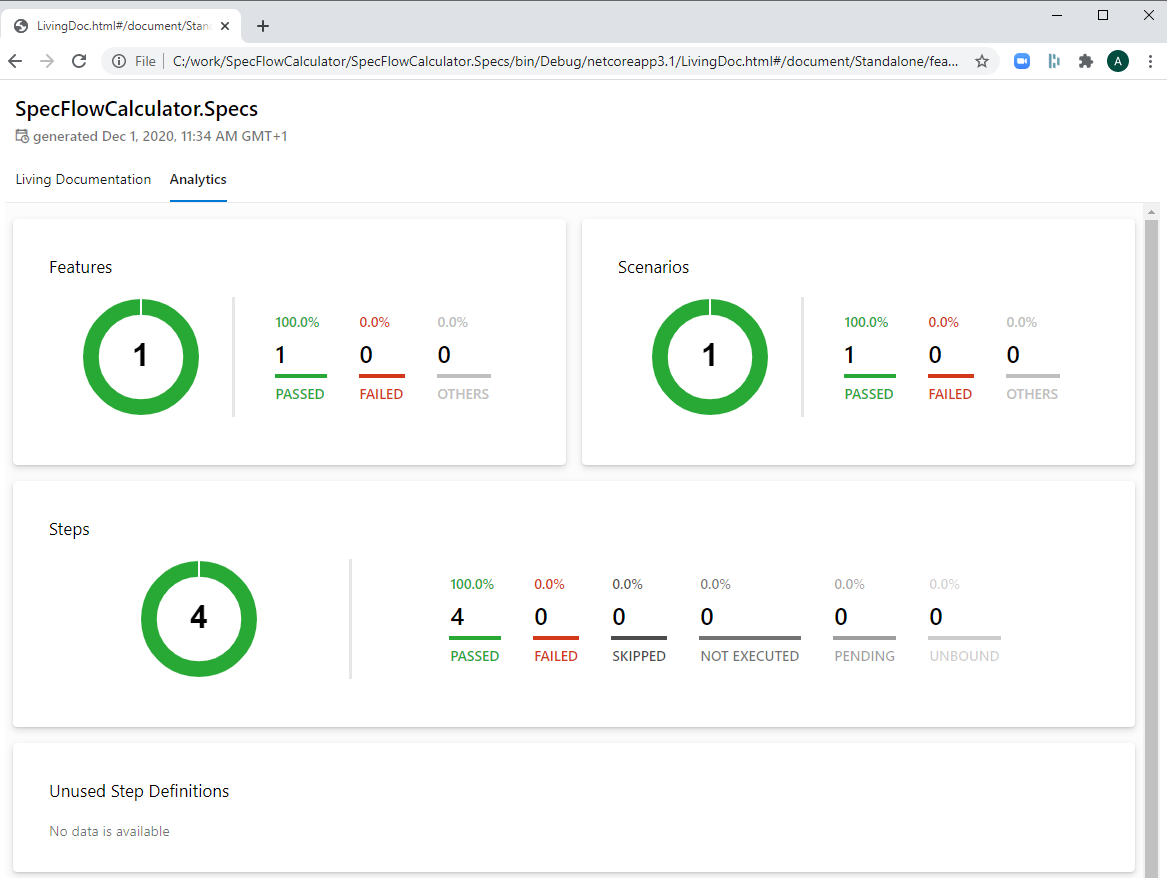 LivingDoc.html#/document/Stan
File
C:/work/SpecFlowCalculator/SpecFlowCalculator.Specs/bin/Debug/netcoreapp3.1/LivingDoc.html#/document/Standalone/fea...
A
SpecFlowCalculator.Specs
generated Dec 1, 2020, 11:34 AM GMT+1
Living Documentation Analytics
Features
1
100.0% 0.0% 0.0%
1 0 0
PASSED FAILED OTHERS
Scenarios
1
100.0% 0.0% 0.0%
1 0 0
PASSED FAILED OTHERS
Steps
4
100.0% 0.0% 0.0% 0.0% 0.0% 0.0%
4 0 0 0 0 0
PASSED FAILED SKIPPED NOT EXECUTED PENDING UNBOUND
Unused Step Definitions
No data is available